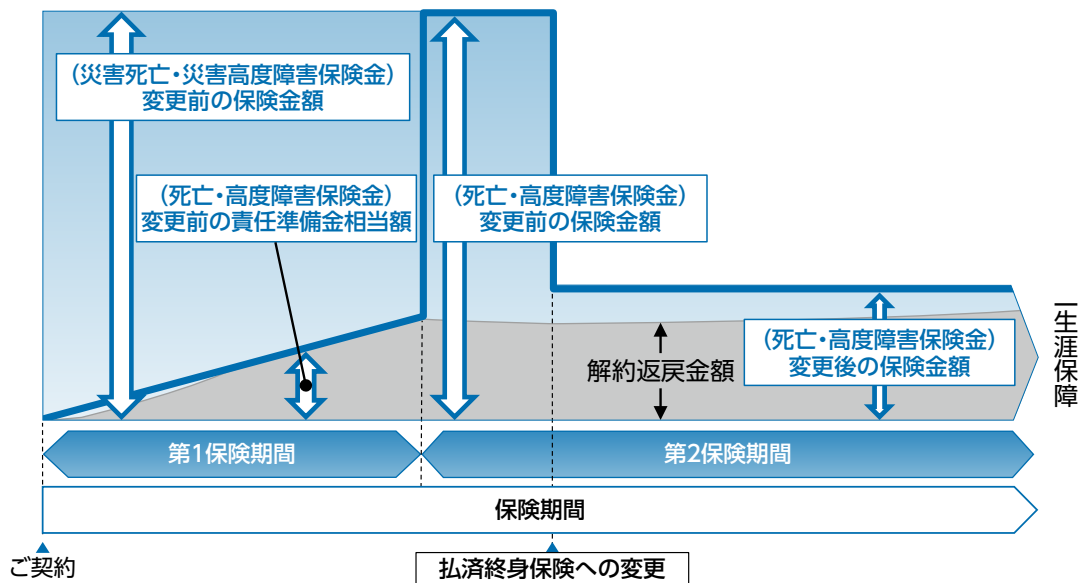 (災害死亡・災害高度障害保険金)
変更前の保険金額
(死亡・高度障害保険金)
変更前の責任準備金相当額
(死亡・高度障害保険金)
変更前の保険金額
解約返戻金額
(死亡・高度障害保険金)
変更後の保険金額
一生涯保障
第1保険期間
第2保険期間
保険期間
ご契約
払済終身保険への変更